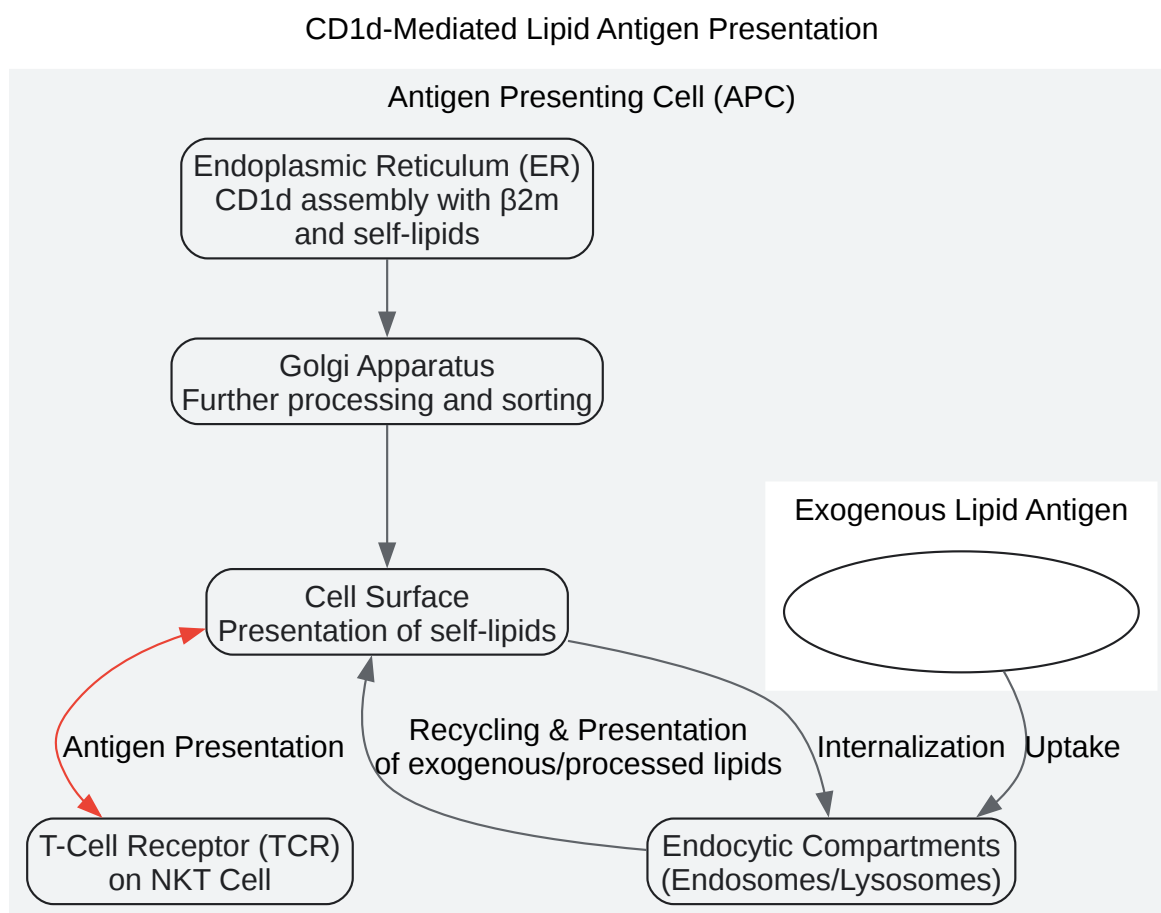 CD1d-Mediated Lipid Antigen Presentation
Antigen Presenting Cell (APC)
Endoplasmic Reticulum (ER)
CD1d assembly with β2m
and self-lipids
Golgi Apparatus
Further processing and sorting
Exogenous Lipid Antigen
Cell Surface
Presentation of self-lipids
Antigen Presentation
Recycling & Presentation
of exogenous/processed lipids
Internalization
Uptake
T-Cell Receptor (TCR)
on NKT Cell
Endocytic Compartments
(Endosomes/Lysosomes)